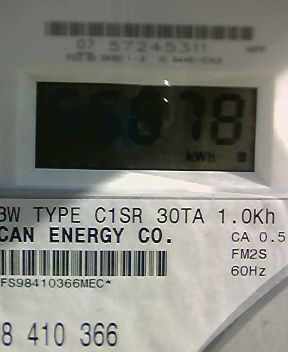 07 57245311
kWh
3W TYPE C1SR 30TA 1.0Kh
CAN ENERGY CO.
CA 0.5
FM2S
60Hz
FS98410366MEC*
8 410 366